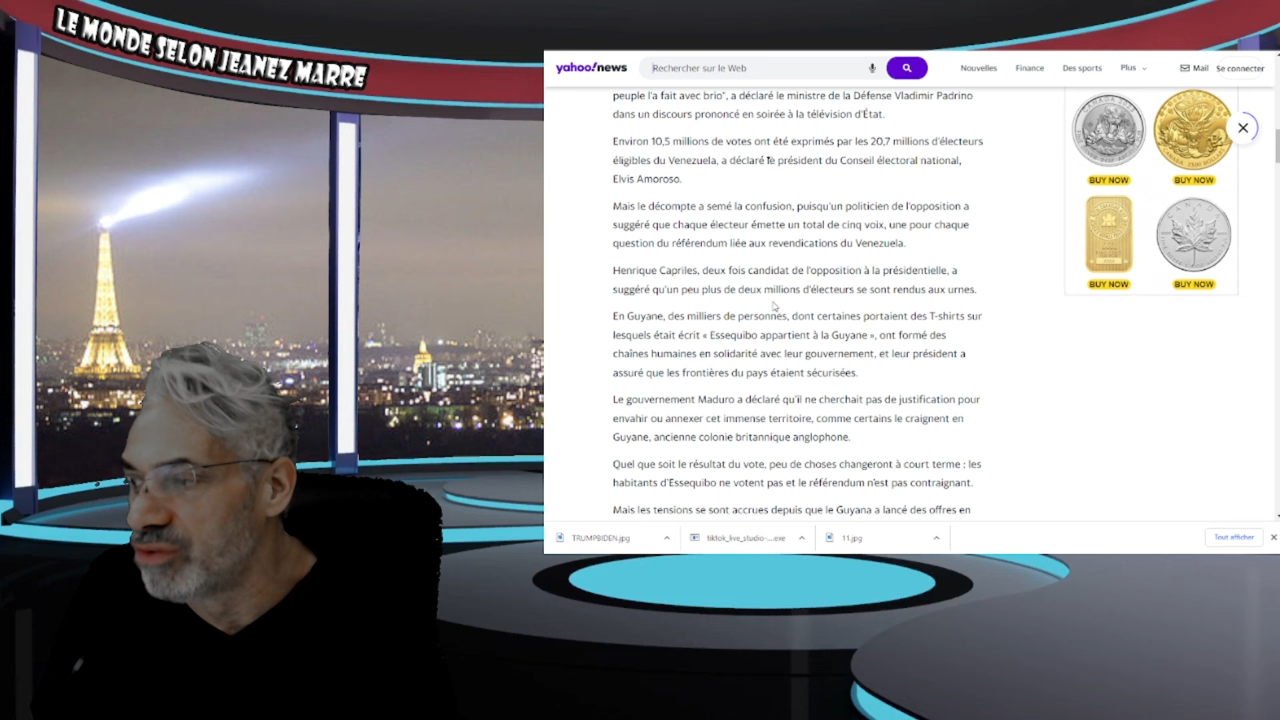 LE MONDE SELON JEANEZ MARRE
yahoo!news
Rechercher sur le Web
Nouvelles
Finance
Des sports
Plus
Mail
Se connecter
peuple l'a fait avec brio", a déclaré le ministre de la Défense Vladimir Padrino
dans un discours prononcé en soirée à la télévision d'État.
Environ 10,5 millions de votes ont été exprimés par les 20,7 millions d'électeurs
éligibles du Venezuela, a déclaré le président du Conseil électoral national,
Elvis Amoroso.
Mais le décompte a semé la confusion, puisqu'un politicien de l'opposition a
suggéré que chaque électeur émette un total de cinq voix, une pour chaque
question du référendum liée aux revendications du Venezuela.
Henrique Capriles, deux fois candidat de l'opposition à la présidentielle, a
suggéré qu'un peu plus de deux millions d'électeurs se sont rendus aux urnes.
En Guyane, des milliers de personnes, dont certaines portaient des T-shirts sur
lesquels était écrit « Essequibo appartient à la Guyane », ont formé des
chaînes humaines en solidarité avec leur gouvernement, et leur président a
assuré que les frontières du pays étaient sécurisées.
Le gouvernement Maduro a déclaré qu'il ne cherchait pas de justification pour
envahir ou annexer cet immense territoire, comme certains le craignent en
Guyane, ancienne colonie britannique anglophone.
Quel que soit le résultat du vote, peu de choses changeront à court terme : les
habitants d'Essequibo ne votent pas et le référendum n'est pas contraignant.
Mais les tensions se sont accrues depuis que le Guyana a lancé des offres en
BUY NOW
BUY NOW
BUY NOW
BUY NOW
TRUMPBIDEN.jpg
tiktok_live_studio-....exe
11.jpg
Tout afficher